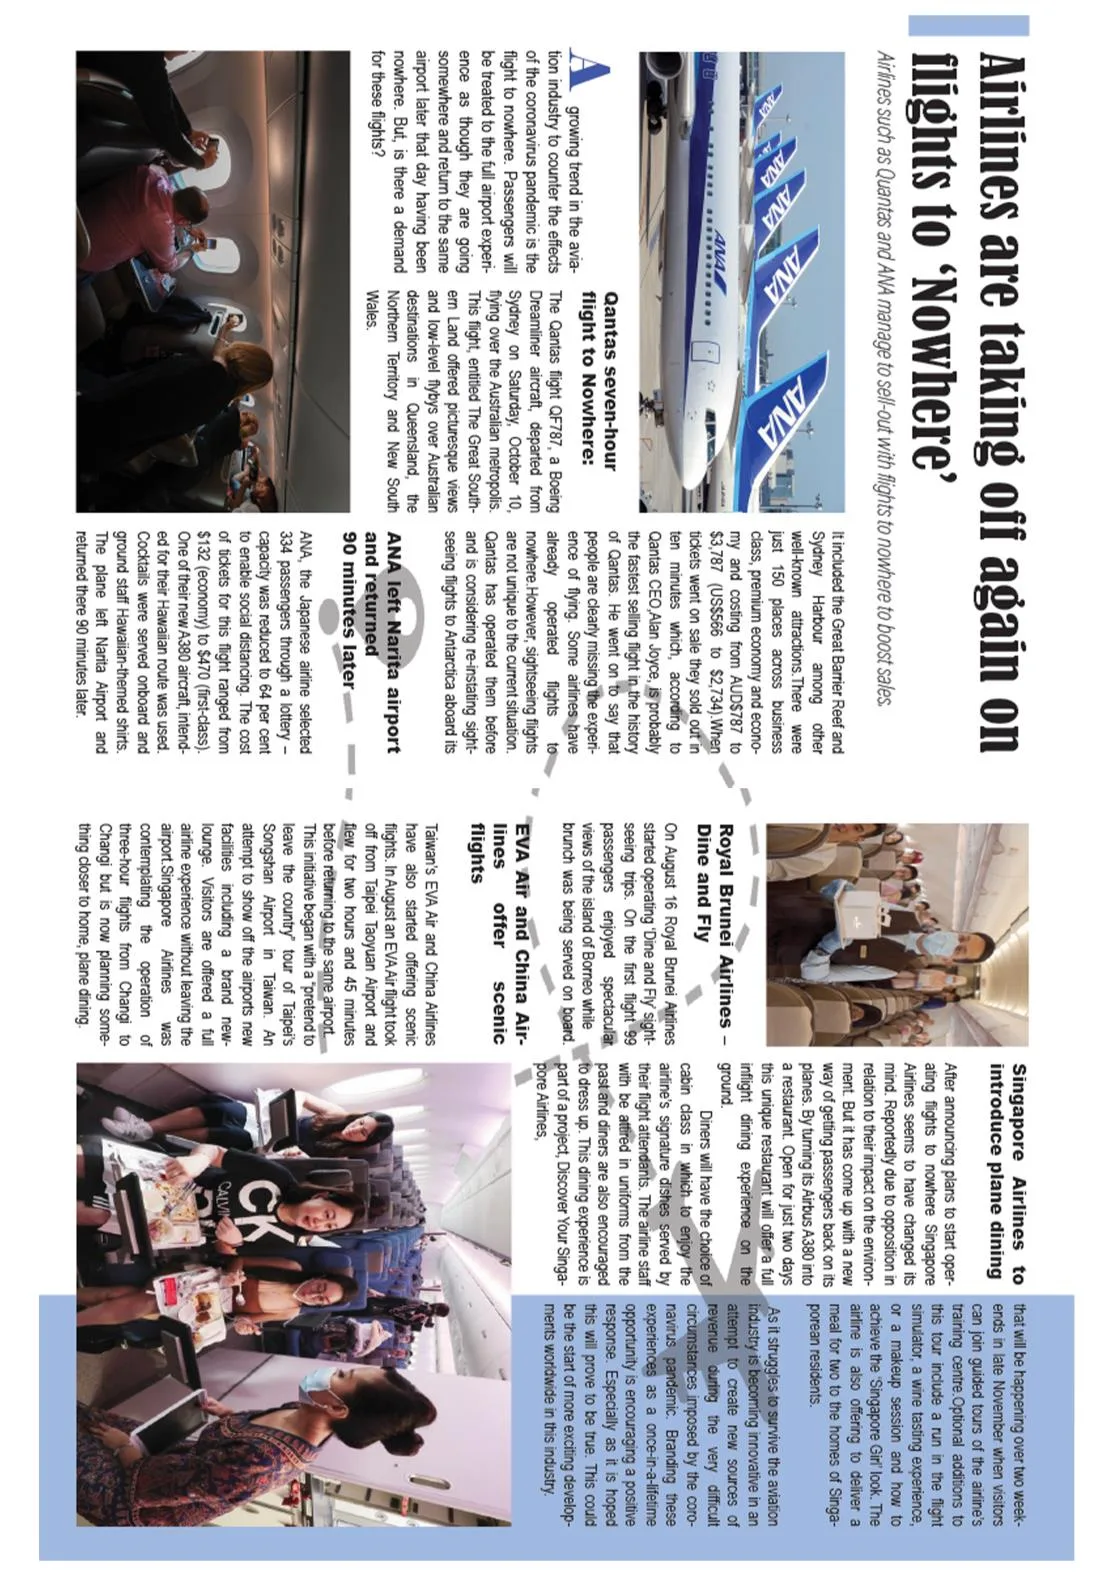 Airlines are taking off again on
flights to ‘Nowhere’
Airlines such as Quantas and ANA manage to sell-out with flights to nowhere to boost sales.
A growing trend in the avia-
tion industry to counter the effects
of the coronavirus pandemic is the
flight to nowhere. Passengers will
be treated to the full airport experi-
ence as though they are going
somewhere and return to the same
airport later that day having been
nowhere. But, is there a demand
for these flights?
Qantas seven-hour
flight to Nowhere:
The Qantas flight QF787, a Boeing
Dreamliner aircraft, departed from
Sydney on Saturday, October 10,
flying over the Australian metropolis.
This flight, entitled The Great South-
ern Land offered picturesque views
and low-level flybys over Australian
destinations in Queensland, the
Northern Territory and New South
Wales.
It included the Great Barrier Reef and
Sydney Harbour among other
well-known attractions. There were
just 150 places across business
class, premium economy and econo-
my and costing from AUD$787 to
$3,787 (US$566 to $2,734). When
tickets went on sale they sold out in
ten minutes which, according to
Qantas CEO, Alan Joyce, is probably
the fastest selling flight in the history
of Qantas. He went on to say that
people are clearly missing the experi-
ence of flying. Some airlines have
already operated flights to
nowhere. However, sightseeing flights
are not unique to the current situation.
Qantas has operated them before
and is considering re-instating sight-
seeing flights to Antarctica aboard its
ANA left Narita airport
and returned
90 minutes later
ANA, the Japanese airline selected
334 passengers through a lottery –
capacity was reduced to 64 per cent
to enable social distancing. The cost
of tickets for this flight ranged from
$132 (economy) to $470 (first-class).
One of their new A380 aircraft, intend-
ed for their Hawaiian route was used.
Cocktails were served onboard and
ground staff Hawaiian-themed shirts.
The plane left Narita Airport and
returned there 90 minutes later.
Royal Brunei Airlines –
Dine and Fly
On August 16 Royal Brunei Airlines
started operating ‘Dine and Fly’ sight-
seeing trips. On the first flight 99
passengers enjoyed spectacular
views of the island of Borneo while
brunch was being served on board.
EVA Air and China Air-
lines offer scenic
flights
Taiwan’s EVA Air and China Airlines
have also started offering scenic
flights. In August an EVA Air flight took
off from Taipei Taoyuan Airport and
flew for two hours and 45 minutes
before returning to the same airport.
This initiative began with a “pretend to
leave the country” tour of Taipei’s
Songshan Airport in Taiwan. An
attempt to show off the airports new
facilities including a brand new-
lounge. Visitors are offered a full
airline experience without leaving the
airport.Singapore Airlines was
contemplating the operation of
three-hour flights from Changi to
Changi but is now planning some-
thing closer to home, plane dining.
Singapore Airlines to
introduce plane dining
After announcing plans to start oper-
ating flights to nowhere Singapore
Airlines seems to have changed its
mind. Reportedly due to opposition in
relation to their impact on the environ-
ment. But it has come up with a new
way of getting passengers back on its
planes. By turning its Airbus A380 into
a restaurant. Open for just two days
this unique restaurant will offer a full
inflight dining experience on the
ground.
Diners will have the choice of
cabin class in which to enjoy the
airline’s signature dishes served by
their flight attendants. The airline staff
with be attired in uniforms from the
past and diners are also encouraged
to dress up. This dining experience is
part of a project, Discover Your Singa-
pore Airlines,
that will be happening over two week-
ends in late November when visitors
can join guided tours of the airline’s
training centre. Optional additions to
this tour include a run in the flight
simulator, a wine tasting experience,
or a makeup session and how to
achieve the ‘Singapore Girl’ look. The
airline is also offering to deliver a
meal for two to the homes of Singa-
porean residents.
As it struggles to survive the aviation
industry is becoming innovative in an
attempt to create new sources of
revenue during the very difficult
circumstances imposed by the coro-
navirus pandemic. Branding these
experiences as a once-in-a-lifetime
opportunity is encouraging a positive
response. Especially as it is hoped
this will prove to be true. This could
be the start of more exciting develop-
ments worldwide in this industry.
ANA
ANA
ANA
ANA
ANA
ANA
CK
CALVIN